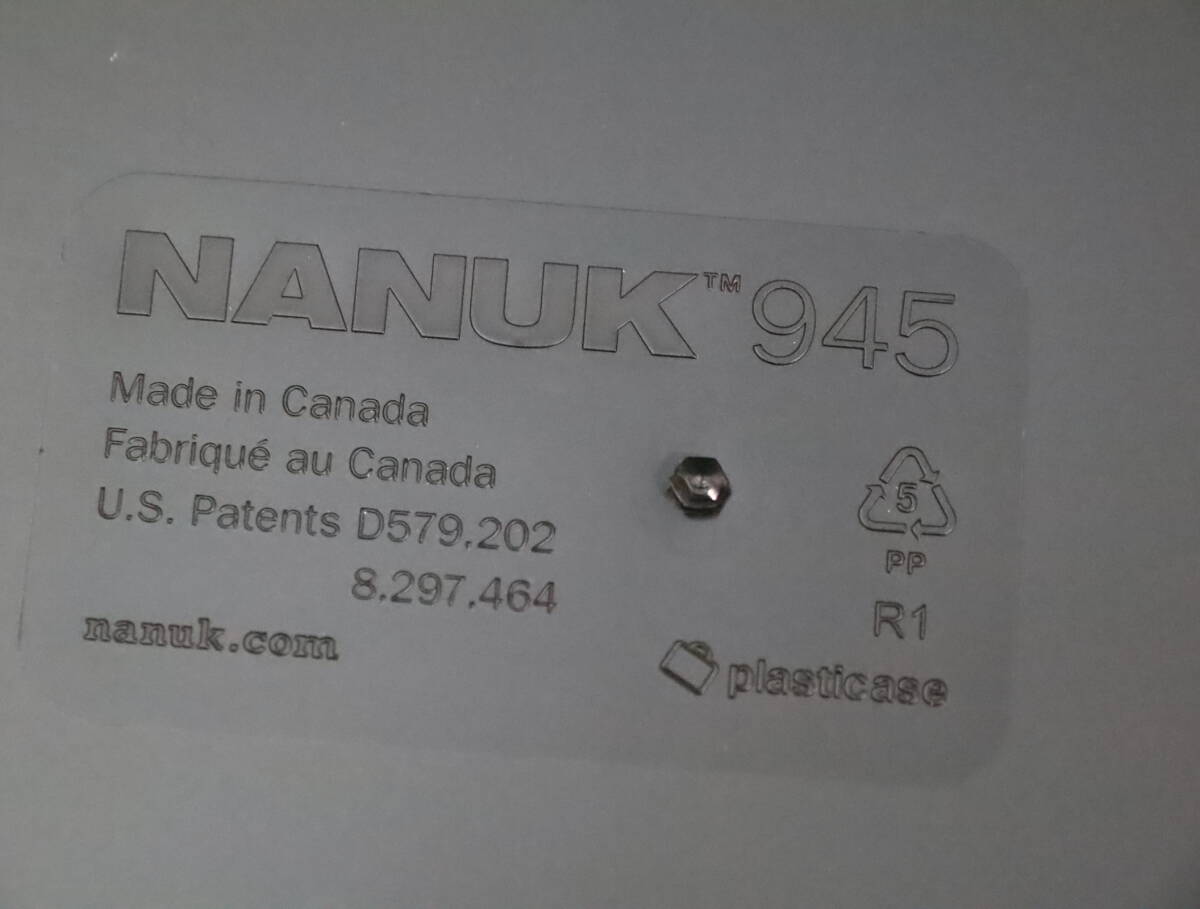 NANUK™ 945
Made in Canada
Fabriqué au Canada
U.S. Patents D579,202
8,297,464
nanuk.com
5
PP
R1
plasticase